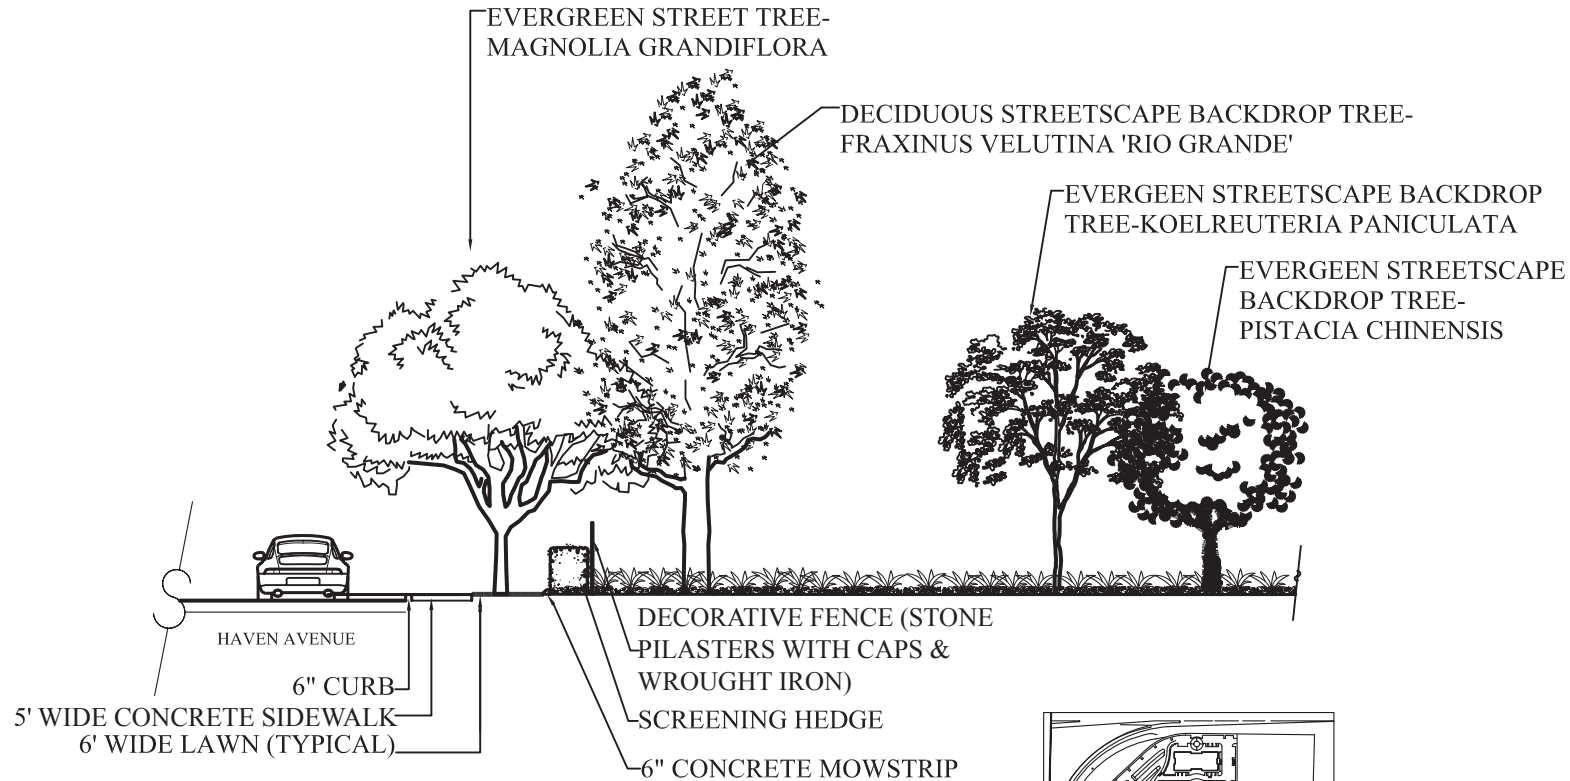 EVERGREEN STREET TREE-
MAGNOLIA GRANDIFLORA
DECIDUOUS STREETSCAPE BACKDROP TREE-
FRAXINUS VELUTINA 'RIO GRANDE'
EVERGEEN STREETSCAPE BACKDROP
TREE-KOELREUTERIA PANICULATA
EVERGEEN STREETSCAPE
BACKDROP TREE-
PISTACIA CHINENSIS
HAVEN AVENUE
6" CURB
5' WIDE CONCRETE SIDEWALK
6' WIDE LAWN (TYPICAL)
DECORATIVE FENCE (STONE
PILASTERS WITH CAPS &
WROUGHT IRON)
SCREENING HEDGE
6" CONCRETE MOWSTRIP